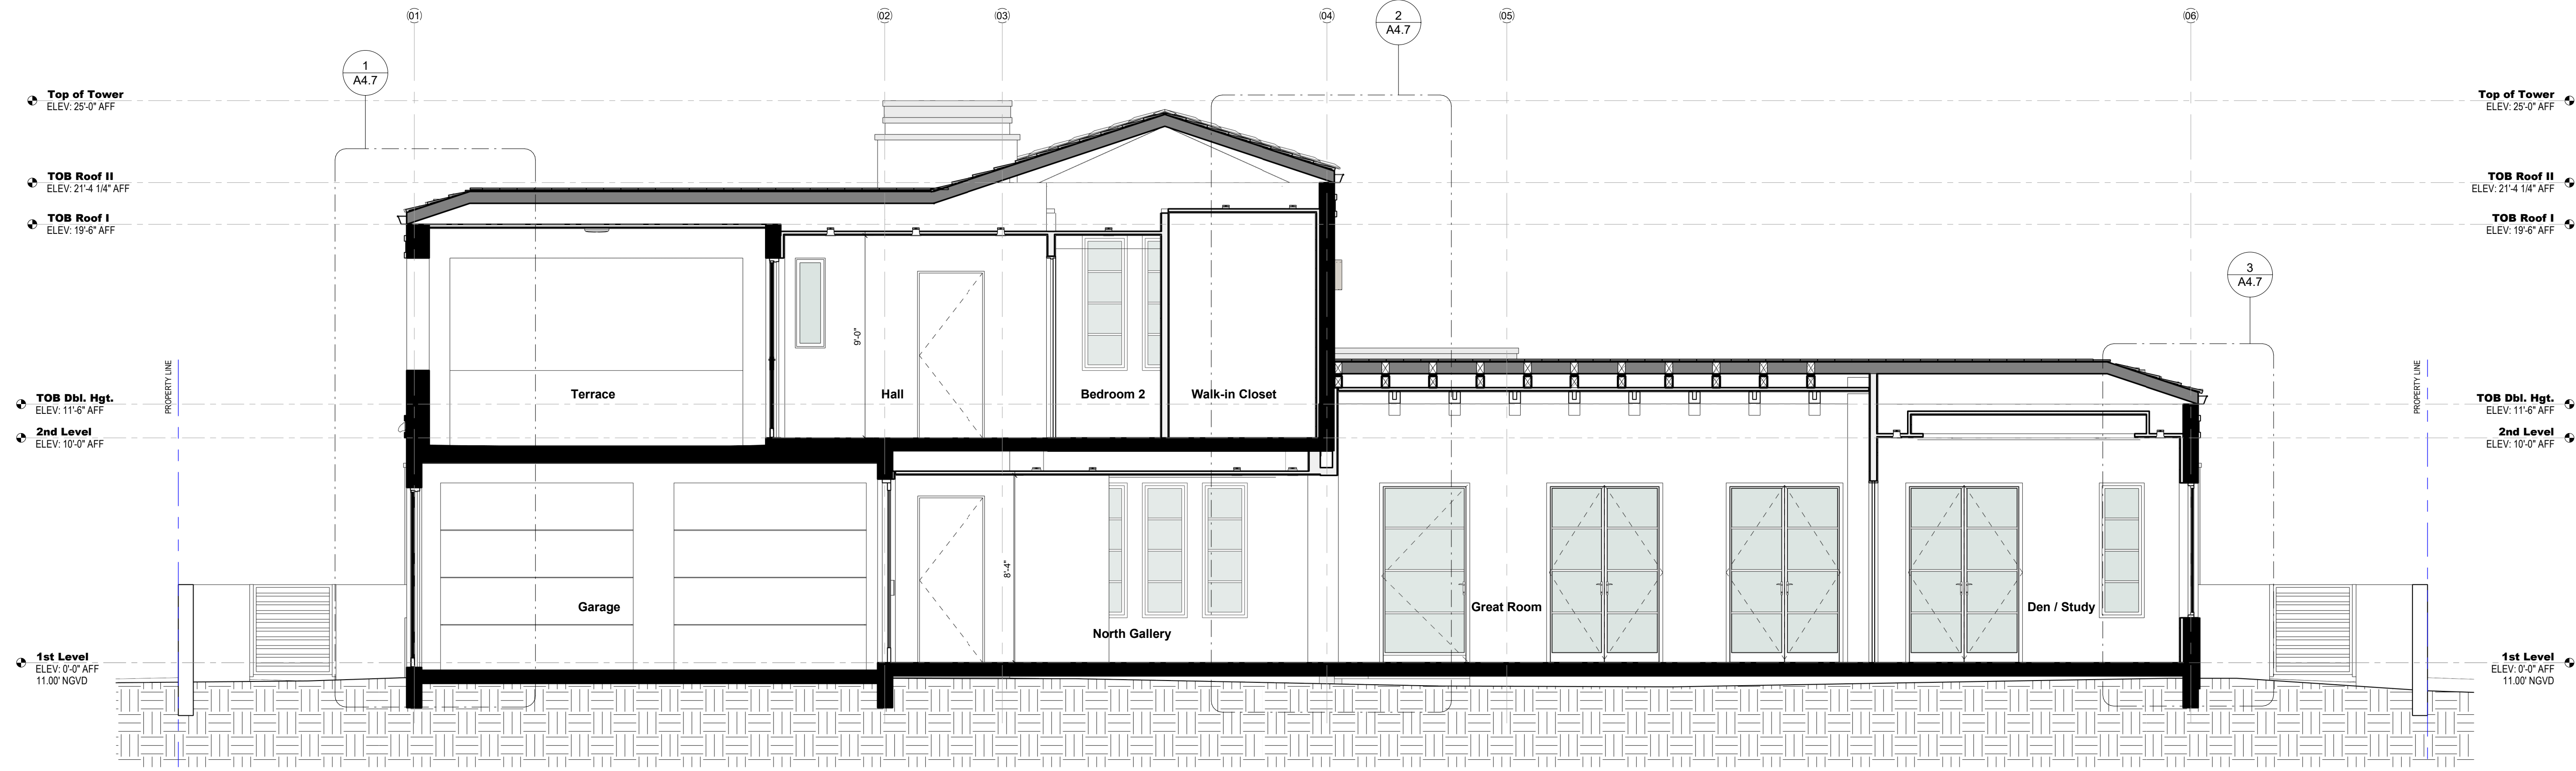 (01)
(02)
(03)
(04)
2
A4.7
(05)
(06)
1
A4.7
Top of Tower
ELEV: 25'-0" AFF
Top of Tower
ELEV: 25'-0" AFF
TOB Roof II
ELEV: 21'-4 1/4" AFF
TOB Roof II
ELEV: 21'-4 1/4" AFF
TOB Roof I
ELEV: 19'-6" AFF
TOB Roof I
ELEV: 19'-6" AFF
3
A4.7
9'-0"
PROPERTY LINE
PROPERTY LINE
Terrace
Hall
Bedroom 2
Walk-in Closet
TOB Dbl. Hgt.
ELEV: 11'-6" AFF
TOB Dbl. Hgt.
ELEV: 11'-6" AFF
2nd Level
ELEV: 10'-0" AFF
2nd Level
ELEV: 10'-0" AFF
8'-4"
Garage
Great Room
Den / Study
North Gallery
1st Level
ELEV: 0'-0" AFF
11.00' NGVD
1st Level
ELEV: 0'-0" AFF
11.00' NGVD